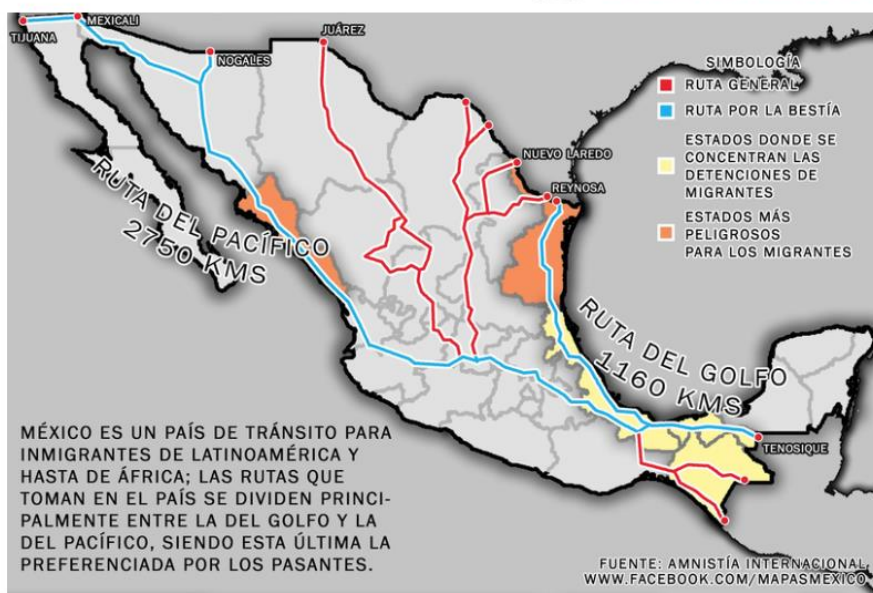 TIJUANA
MEXICALI
NOGALES
JUÁREZ
NUEVO LAREDO
REYNOSA
SIMBOLOGÍA
RUTA GENERAL
RUTA POR LA BESTÍA
ESTADOS DONDE SE
CONCENTRAN LAS
DETENCIONES DE
MIGRANTES
ESTADOS MÁS
PELIGROSOS
PARA LOS MIGRANTES
RUTA DEL PACÍFICO
2750 KMS
RUTA DEL GOLFO
1160 KMS
TENOSIQUE
MÉXICO ES UN PAÍS DE TRÁNSITO PARA
INMIGRANTES DE LATINOAMÉRICA Y
HASTA DE ÁFRICA; LAS RUTAS QUE
TOMAN EN EL PAÍS SE DIVIDEN PRINCI-
PALMENTE ENTRE LA DEL GOLFO Y LA
DEL PACÍFICO, SIENDO ESTA ÚLTIMA LA
PREFERENCIADA POR LOS PASANTES.
FUENTE: AMNISTÍA INTERNACIONAL
WWW.FACEBOOK.COM/MAPASMEXICO